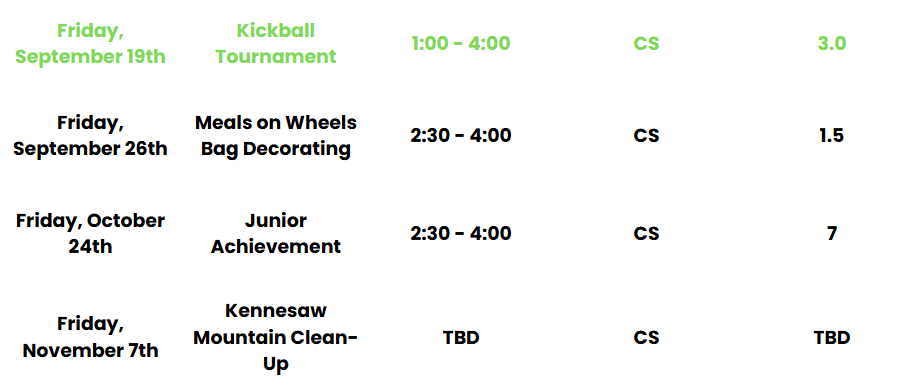 Friday, September 19th Kickball Tournament 1:00 - 4:00 CS 3.0
Friday, September 26th Meals on Wheels Bag Decorating 2:30 - 4:00 CS 1.5
Friday, October 24th Junior Achievement 2:30 - 4:00 CS 7
Friday, November 7th Kennesaw Mountain Clean-Up TBD CS TBD